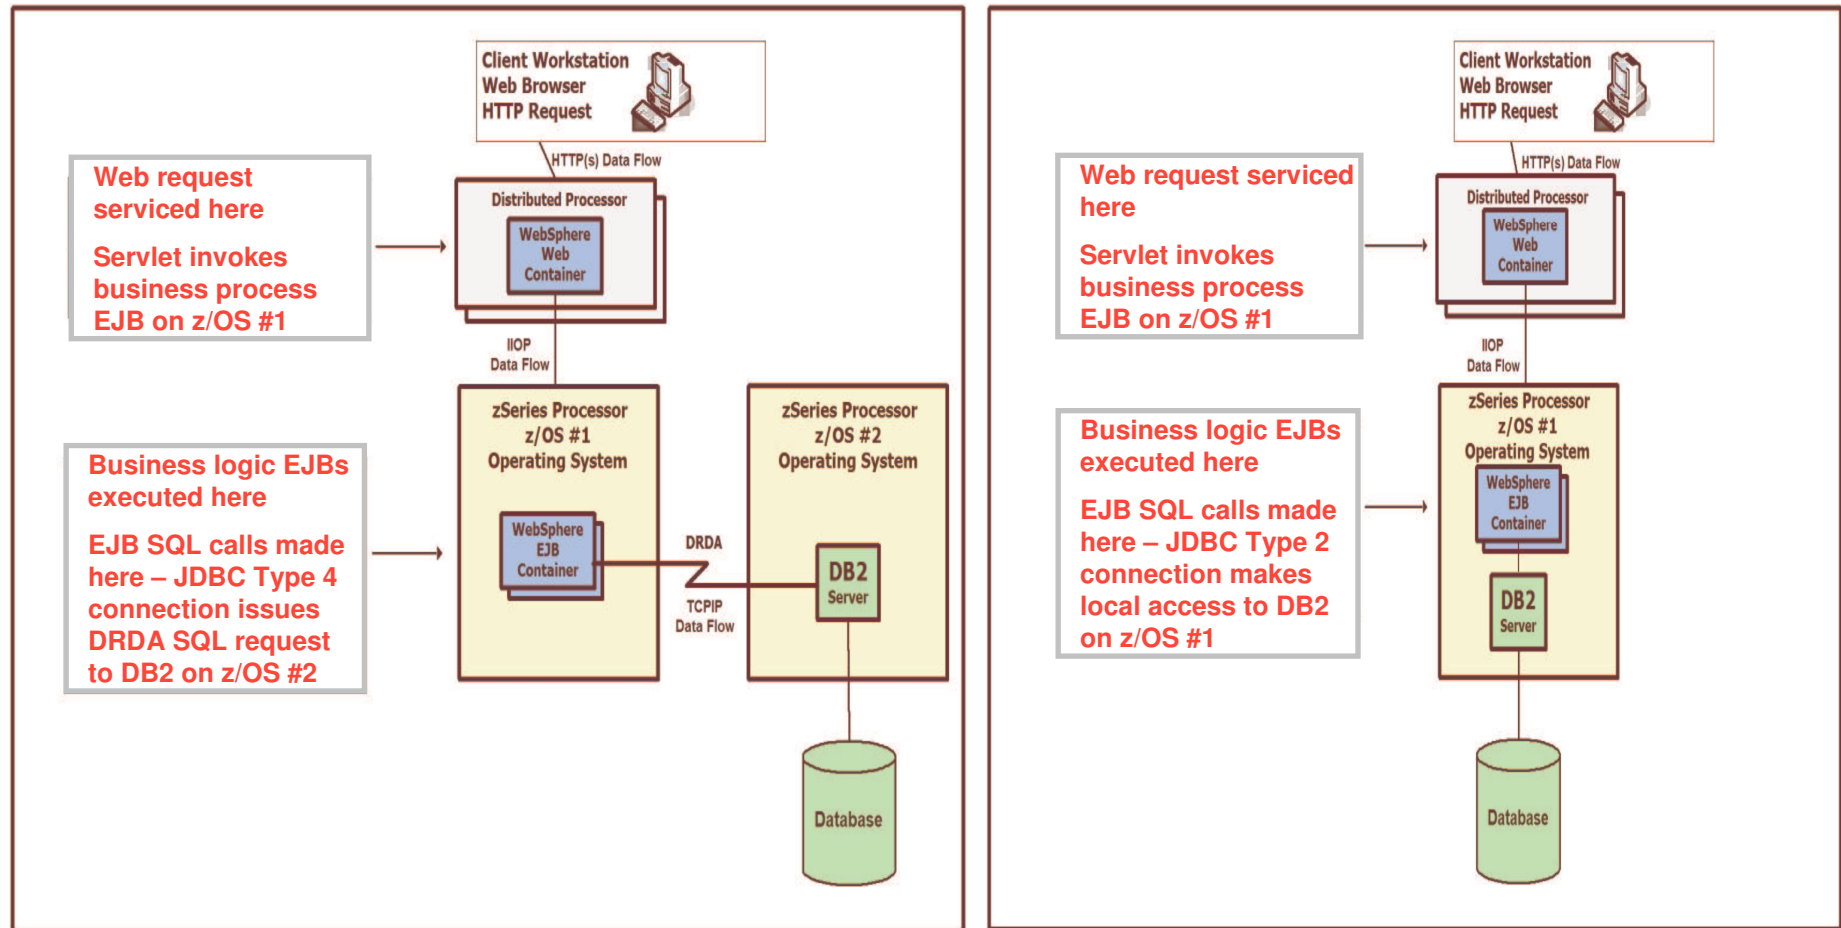 Client Workstation
Web Browser
HTTP Request
HTTP(s) Data Flow
Web request
serviced here
Servlet invokes
business process
EJB on z/OS #1
Distributed Processor
WebSphere
Web
Container
IIOP
Data Flow
zSeries Processor
z/OS #1
Operating System
zSeries Processor
z/OS #2
Operating System
Business logic EJBs
executed here
EJB SQL calls made
here – JDBC Type 4
connection issues
DRDA SQL request
to DB2 on z/OS #2
WebSphere
EJB
Container
DRDA
TCPIP
Data Flow
DB2
Server
Database
Client Workstation
Web Browser
HTTP Request
HTTP(s) Data Flow
Web request serviced
here
Servlet invokes
business process
EJB on z/OS #1
Distributed Processor
WebSphere
Web
Container
IIOP
Data Flow
zSeries Processor
z/OS #1
Operating System
Business logic EJBs
executed here
EJB SQL calls made
here – JDBC Type 2
connection makes
local access to DB2
on z/OS #1
WebSphere
EJB
Container
DB2
Server
Database